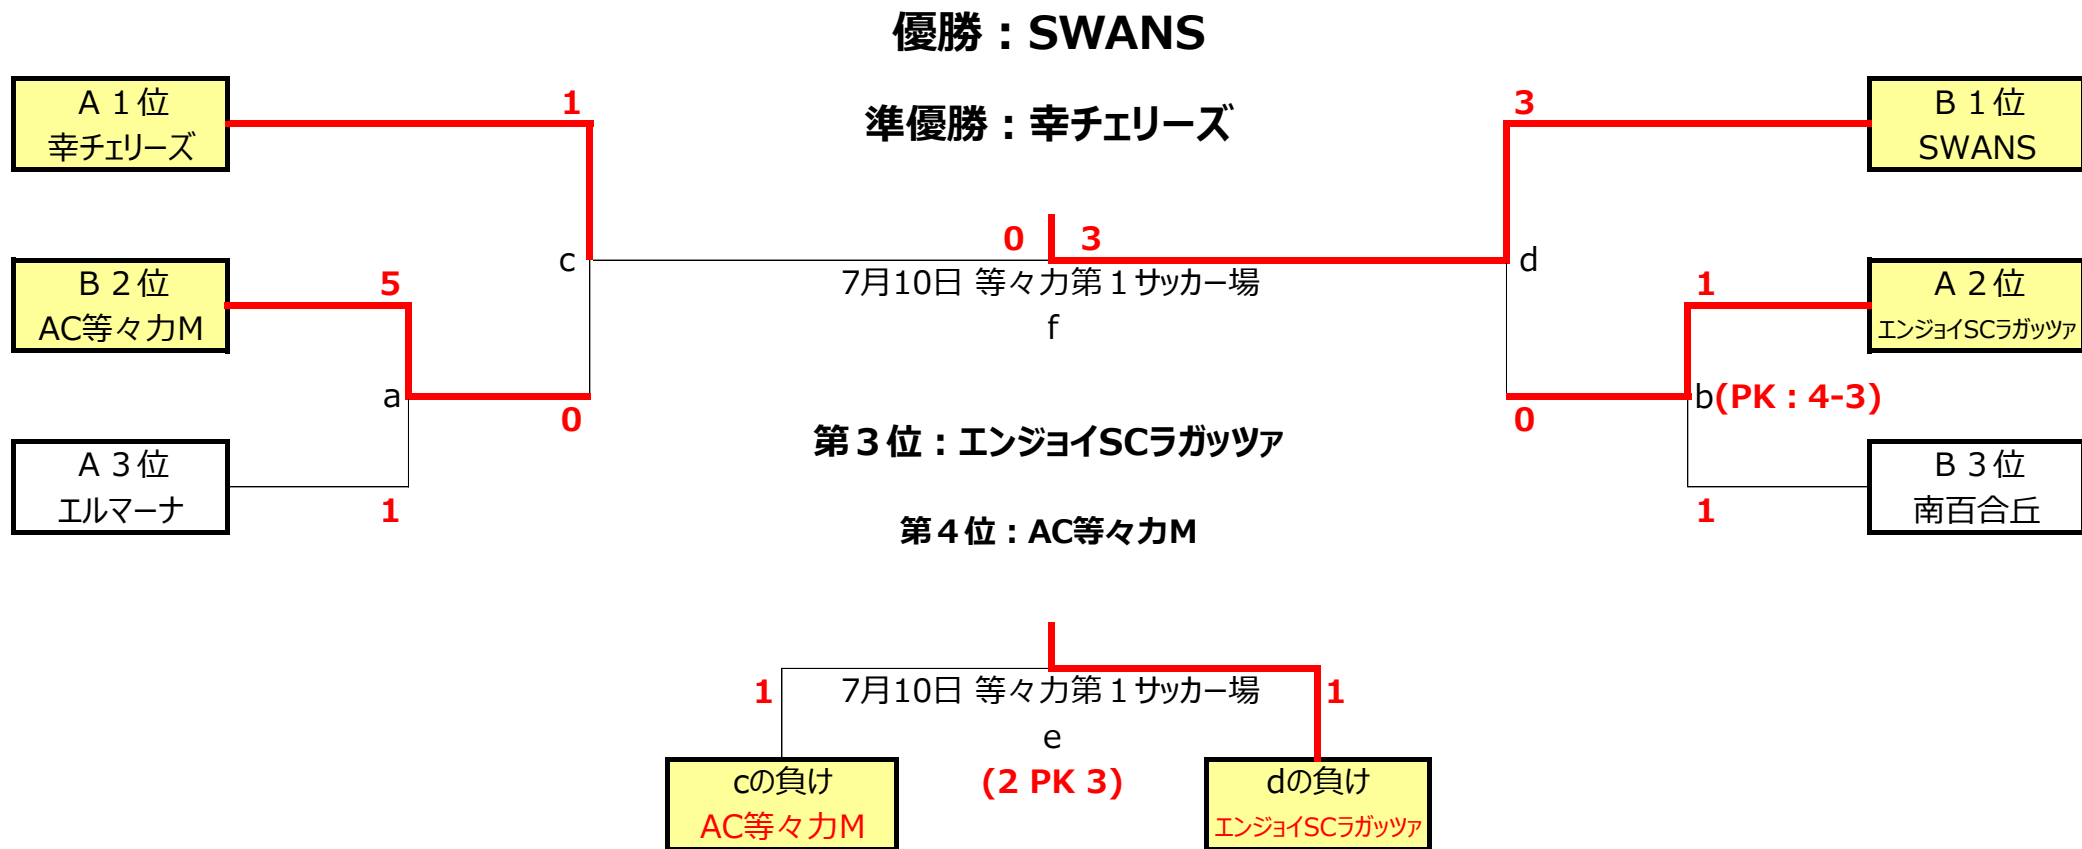 優勝：SWANS
準優勝：幸チェリーズ
A １位
幸チェリーズ
1
3
B １位
SWANS
0
3
c
d
7月10日 等々力第１サッカー場
f
B ２位
AC等々力M
5
1
A ２位
エンジョイSCラガッツァ
a
b(PK：4-3)
0
0
第３位：エンジョイSCラガッツァ
A ３位
エルマーナ
1
1
B ３位
南百合丘
第４位：AC等々力M
1
7月10日 等々力第１サッカー場
1
e
(2 PK 3)
cの負け
AC等々力M
dの負け
エンジョイSCラガッツァ